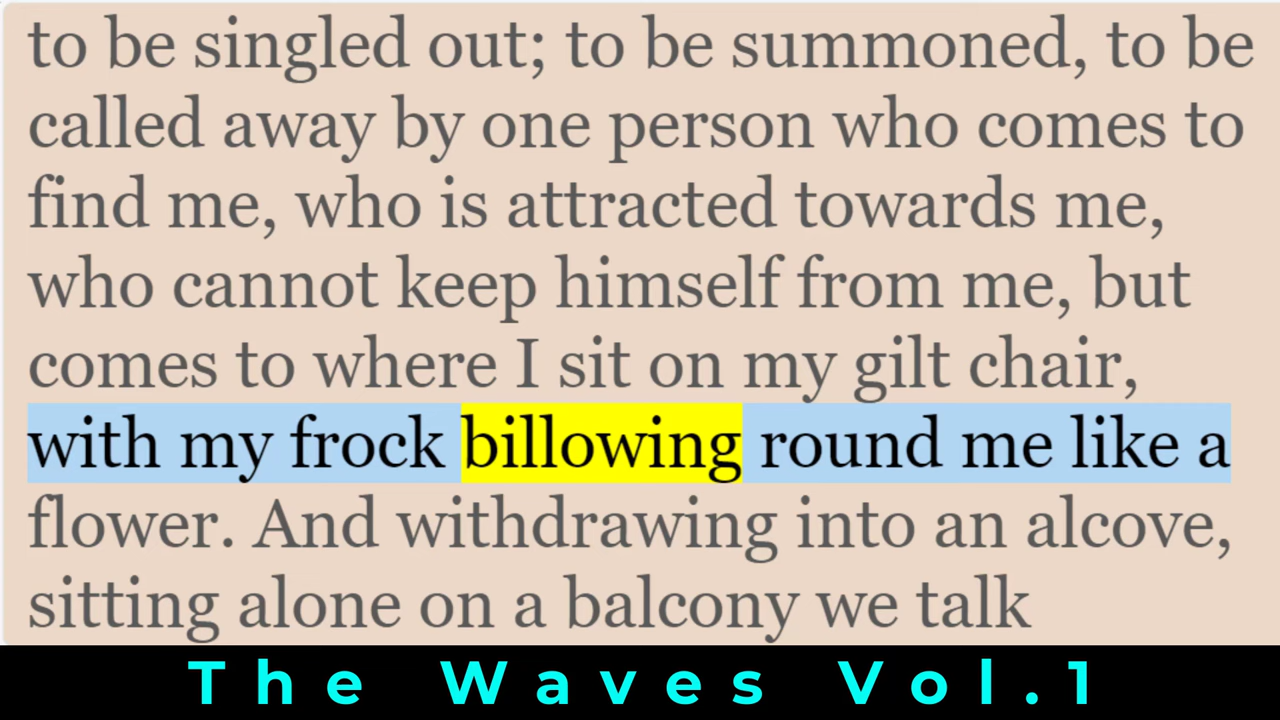 to be singled out; to be summoned, to be
called away by one person who comes to
find me, who is attracted towards me,
who cannot keep himself from me, but
comes to where I sit on my gilt chair,
with my frock billowing round me like a
flower. And withdrawing into an alcove,
sitting alone on a balcony we talk
The Waves Vol.1